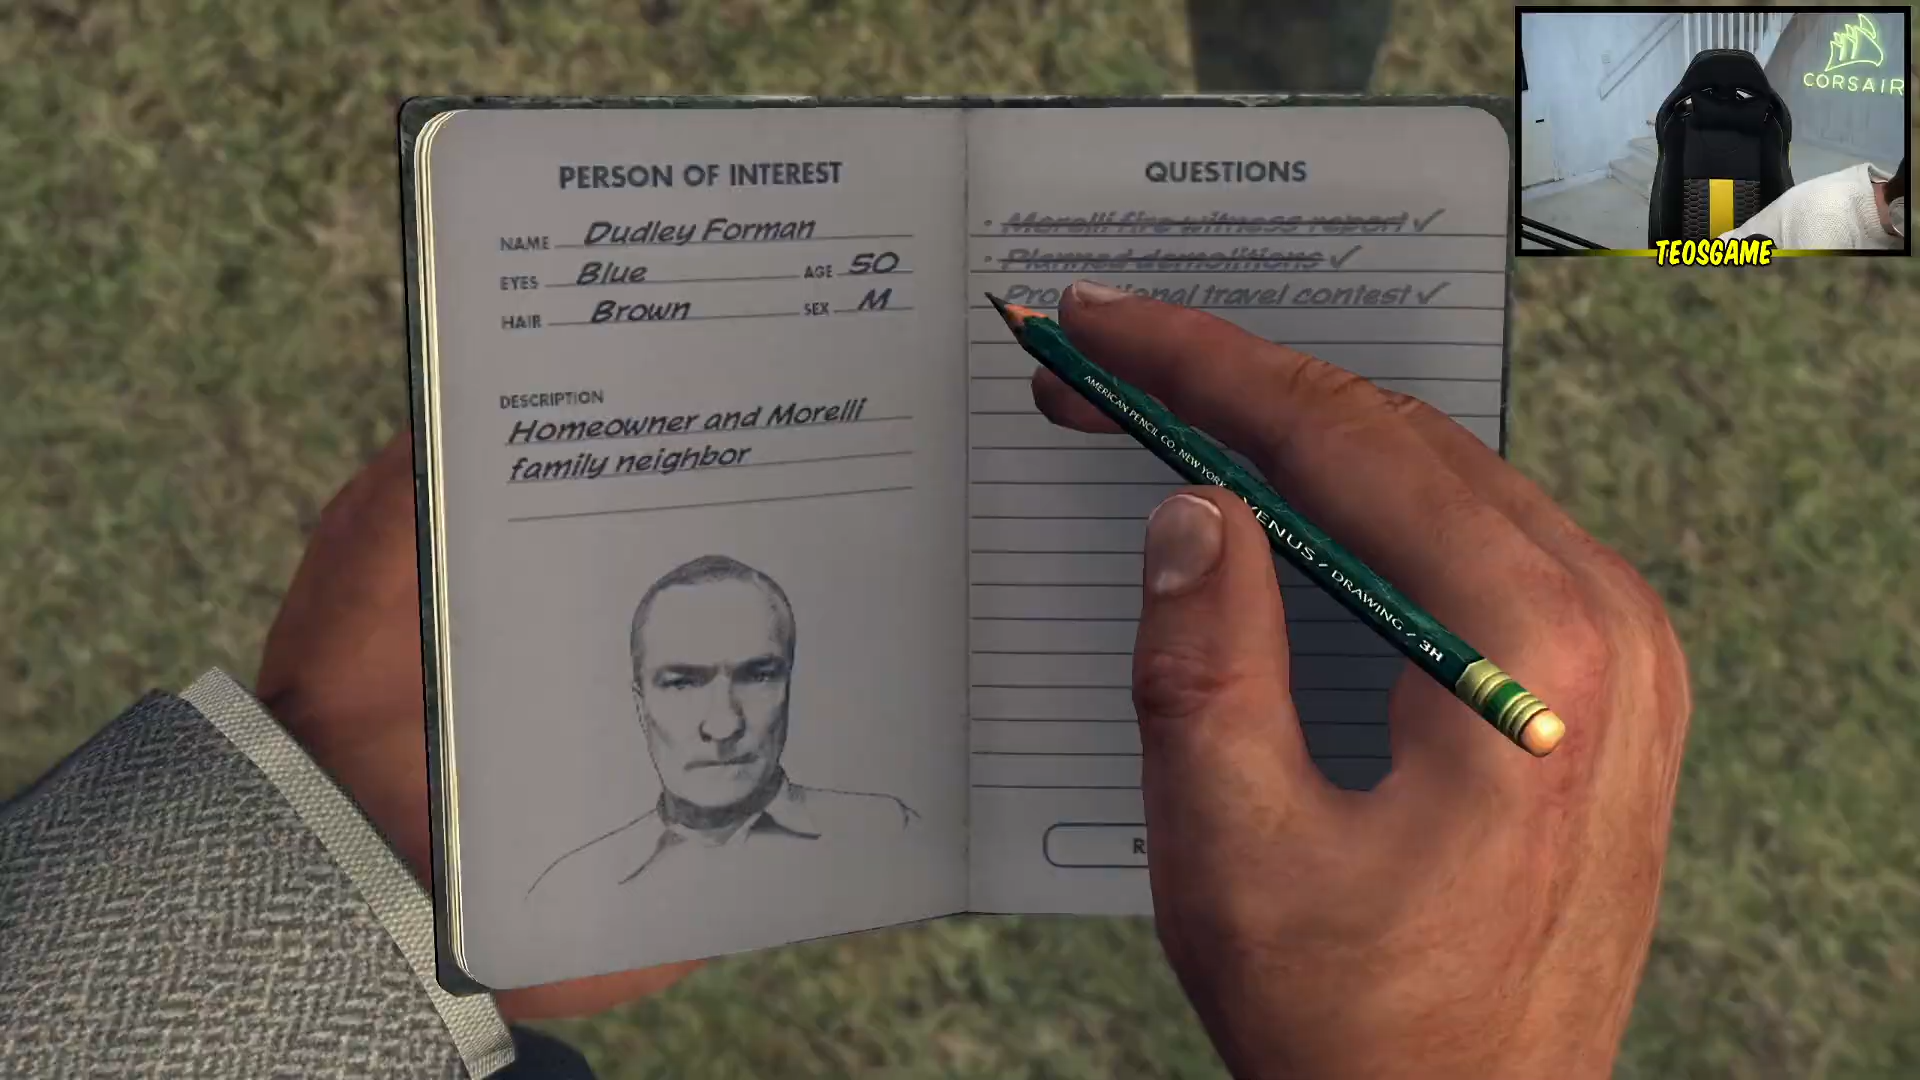 PERSON OF INTEREST
NAME Dudley Forman
EYES Blue AGE 50
HAIR Brown SEX M
DESCRIPTION
Homeowner and Morelli
family neighbor
QUESTIONS
Morelli fire witness report
Planned demolitions
travel contest
AMERICAN PENCIL CO. NEW YORK
VENUS / DRAWING / 3H
CORSAIR
TEOSGAME